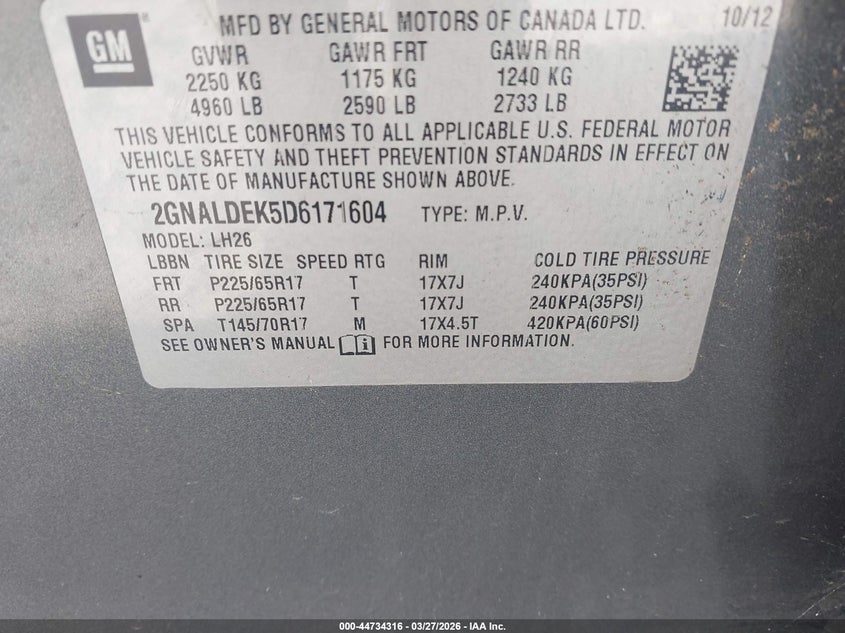 GM
MFD BY GENERAL MOTORS OF CANADA LTD. 10/12
GVWR GAWR FRT GAWR RR
2250 KG 1175 KG 1240 KG
4960 LB 2590 LB 2733 LB
THIS VEHICLE CONFORMS TO ALL APPLICABLE U.S. FEDERAL MOTOR
VEHICLE SAFETY AND THEFT PREVENTION STANDARDS IN EFFECT ON
THE DATE OF MANUFACTURE SHOWN ABOVE.
2GNALDEK5D6171604 TYPE: M.P.V.
MODEL: LH26
LBBN TIRE SIZE SPEED RTG RIM COLD TIRE PRESSURE
FRT P225/65R17 T 17X7J 240KPA(35PSI)
RR P225/65R17 T 17X7J 240KPA(35PSI)
SPA T145/70R17 M 17X4.5T 420KPA(60PSI)
SEE OWNER'S MANUAL i FOR MORE INFORMATION.
000-44734316 — 03/27/2026 — IAA Inc.